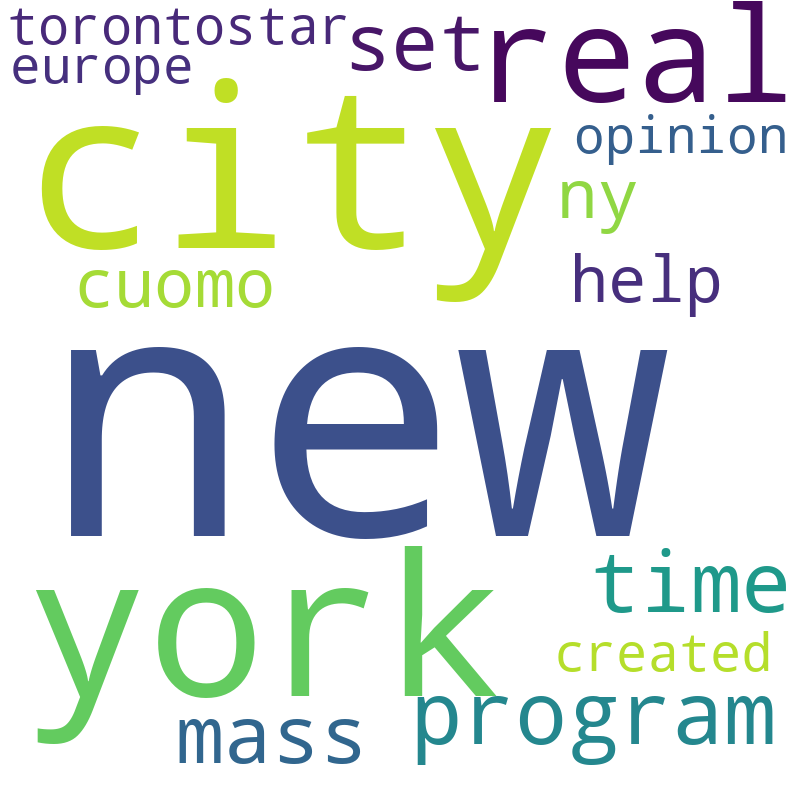 torontostar
set
real
europe
city
opinion
ny
cuomo
help
new
york
time
created
program
mass